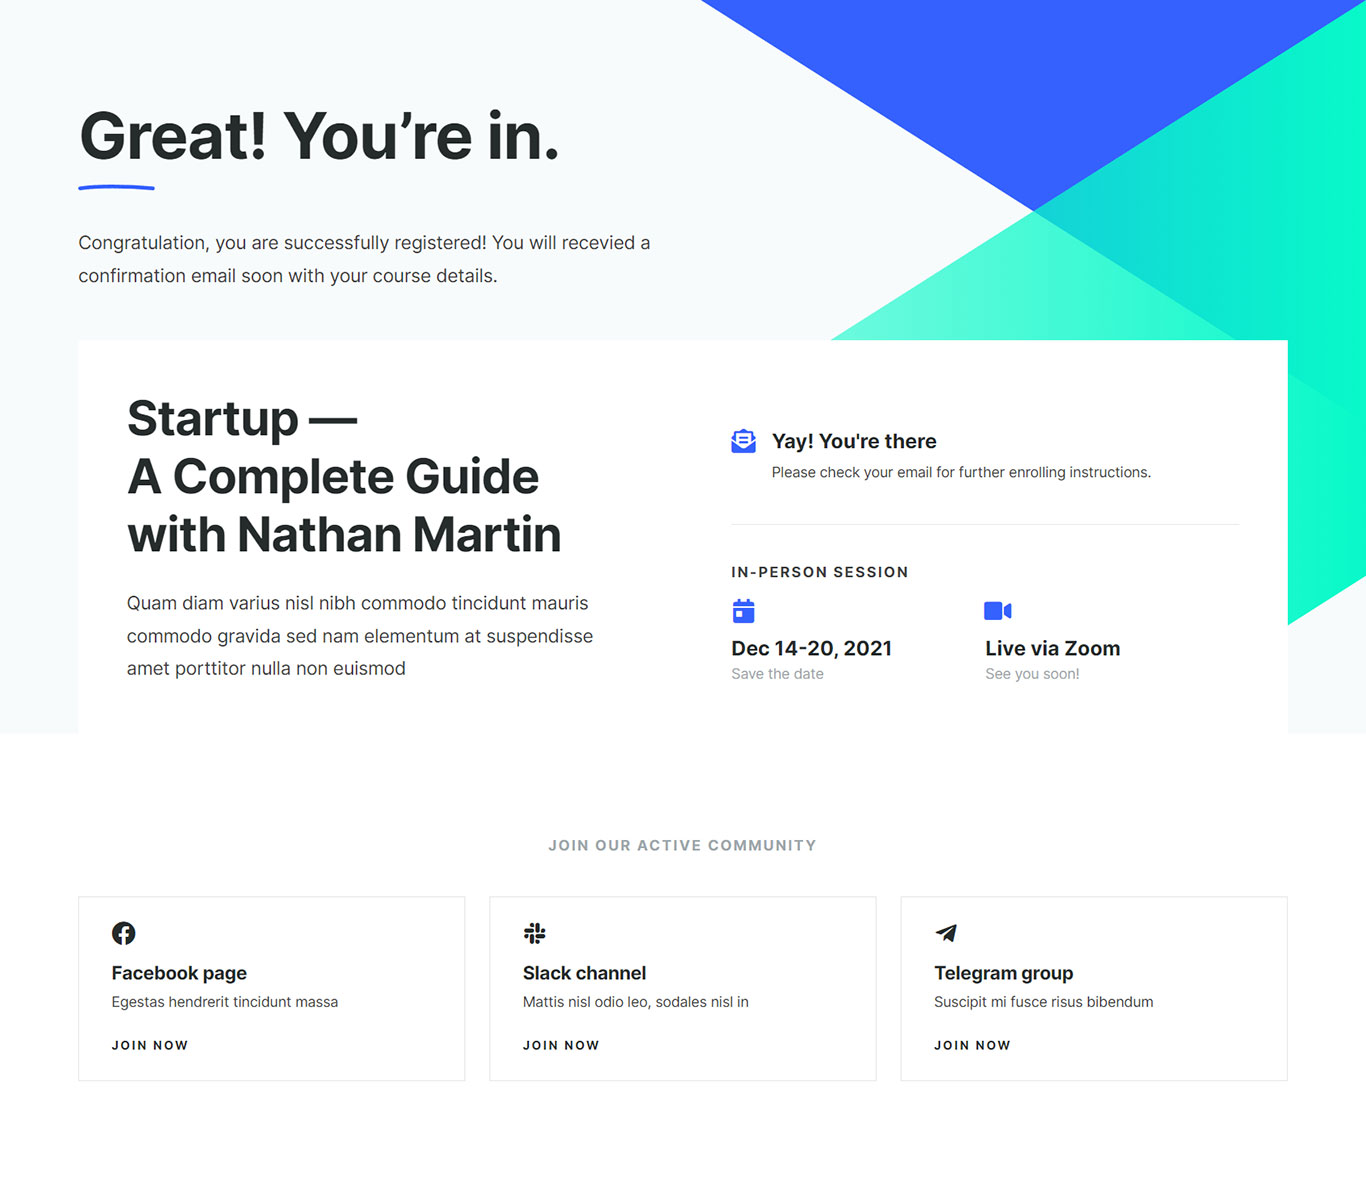 Great! You’re in.
Congratulation, you are successfully registered! You will recevied a
confirmation email soon with your course details.
Startup —
A Complete Guide
with Nathan Martin
Quam diam varius nisl nibh commodo tincidunt mauris
commodo gravida sed nam elementum at suspendisse
amet porttitor nulla non euismod
Yay! You're there
Please check your email for further enrolling instructions.
IN-PERSON SESSION
Dec 14-20, 2021
Save the date
Live via Zoom
See you soon!
JOIN OUR ACTIVE COMMUNITY
Facebook page
Egestas hendrerit tincidunt massa
JOIN NOW
Slack channel
Mattis nisl odio leo, sodales nisl in
JOIN NOW
Telegram group
Suscipit mi fusce risus bibendum
JOIN NOW